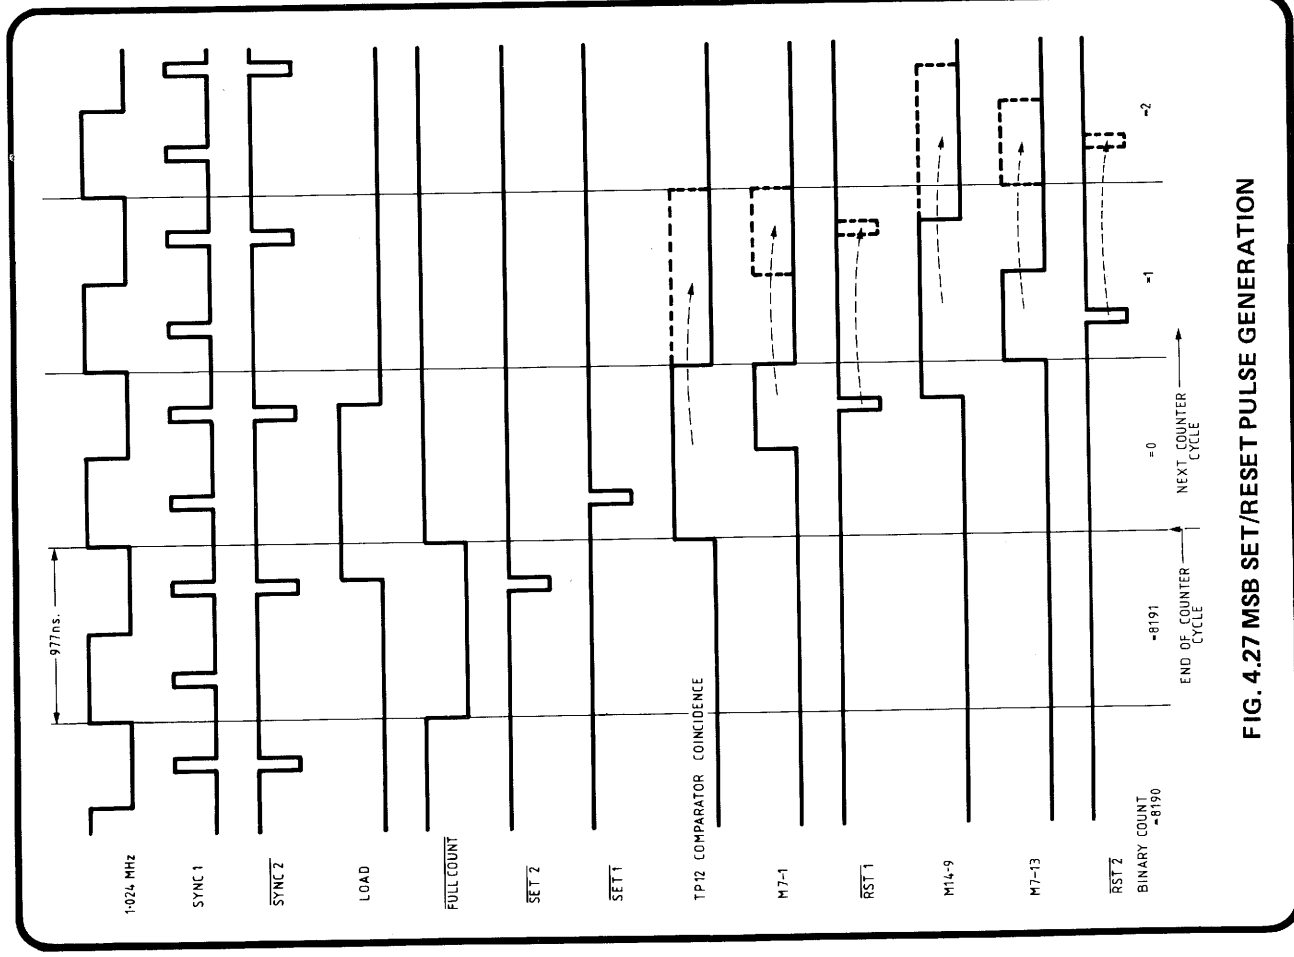 977ns.
1·024 MHz
SYNC 1
SYNC 2
LOAD
FULL COUNT
SET 2
SET 1
TP12 COMPARATOR COINCIDENCE
M7-1
RST 1
M14-9
M7-13
RST 2
BINARY COUNT
=8190
=8191
=0
=1
=2
END OF COUNTER
CYCLE
NEXT COUNTER
CYCLE
FIG. 4.27 MSB SET/RESET PULSE GENERATION